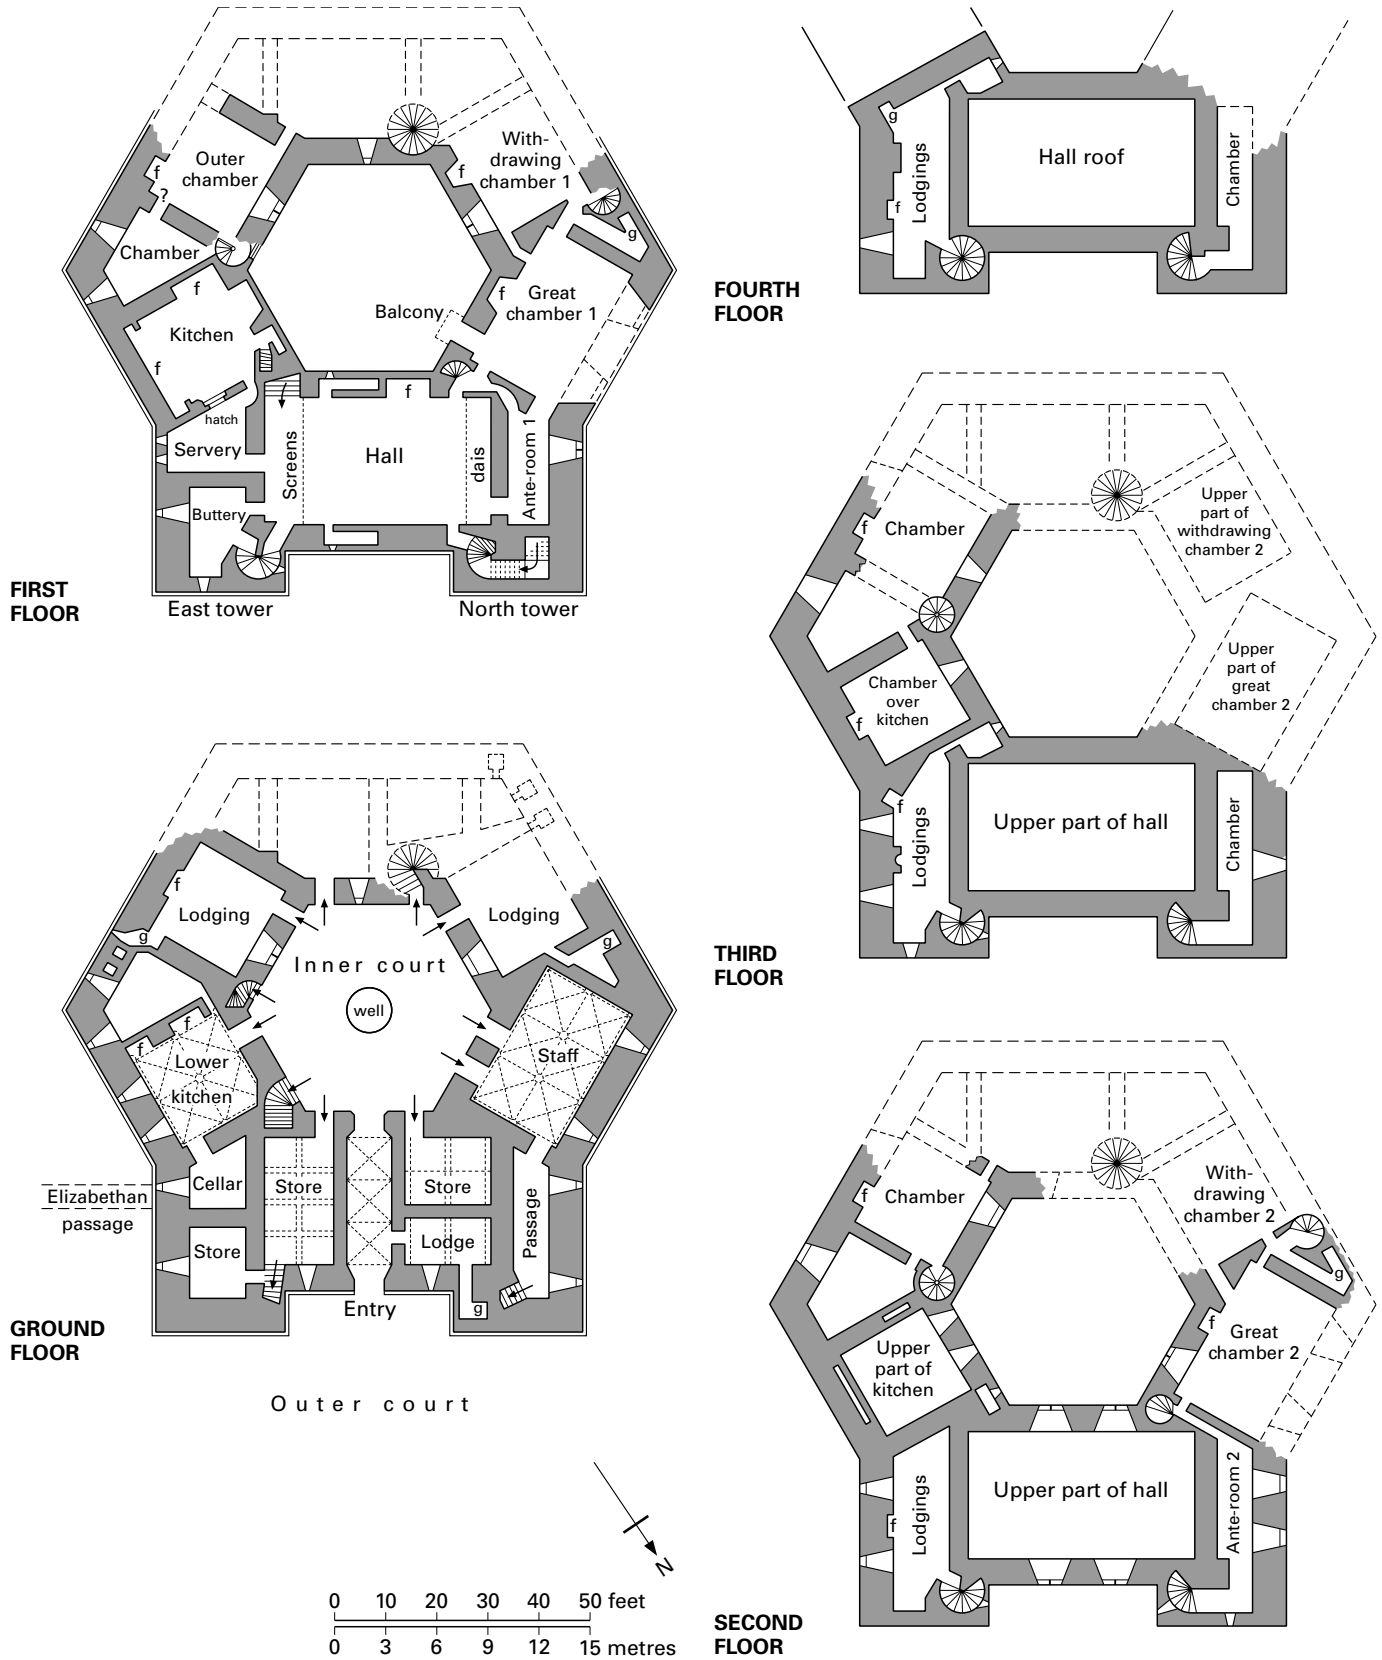 With-
drawing
chamber 1
Outer
chamber
f
f
?
g
Chamber
f
f
Great
chamber 1
Balcony
Kitchen
f
f
hatch
Servery
Screens
Hall
dais
Ante-room 1
Buttery
FIRST
FLOOR
East tower
North tower
g
Lodgings
f
Hall roof
Chamber
FOURTH
FLOOR
f
Chamber
Upper
part of
withdrawing
chamber 2
Upper
part of
great
chamber 2
Chamber
over
kitchen
f
f
Lodgings
Upper part of hall
Chamber
THIRD
FLOOR
f
Lodging
Lodging
g
g
Inner court
well
f
f
Lower
kitchen
Staff
Elizabethan
passage
Cellar
Store
Store
Store
Lodge
Passage
g
Entry
GROUND
FLOOR
Outer court
N
0 10 20 30 40 50 feet
0 3 6 9 12 15 metres
With-
drawing
chamber 2
f
Chamber
g
f
Great
chamber 2
Upper
part of
kitchen
f
Lodgings
Upper part of hall
Ante-room 2
SECOND
FLOOR